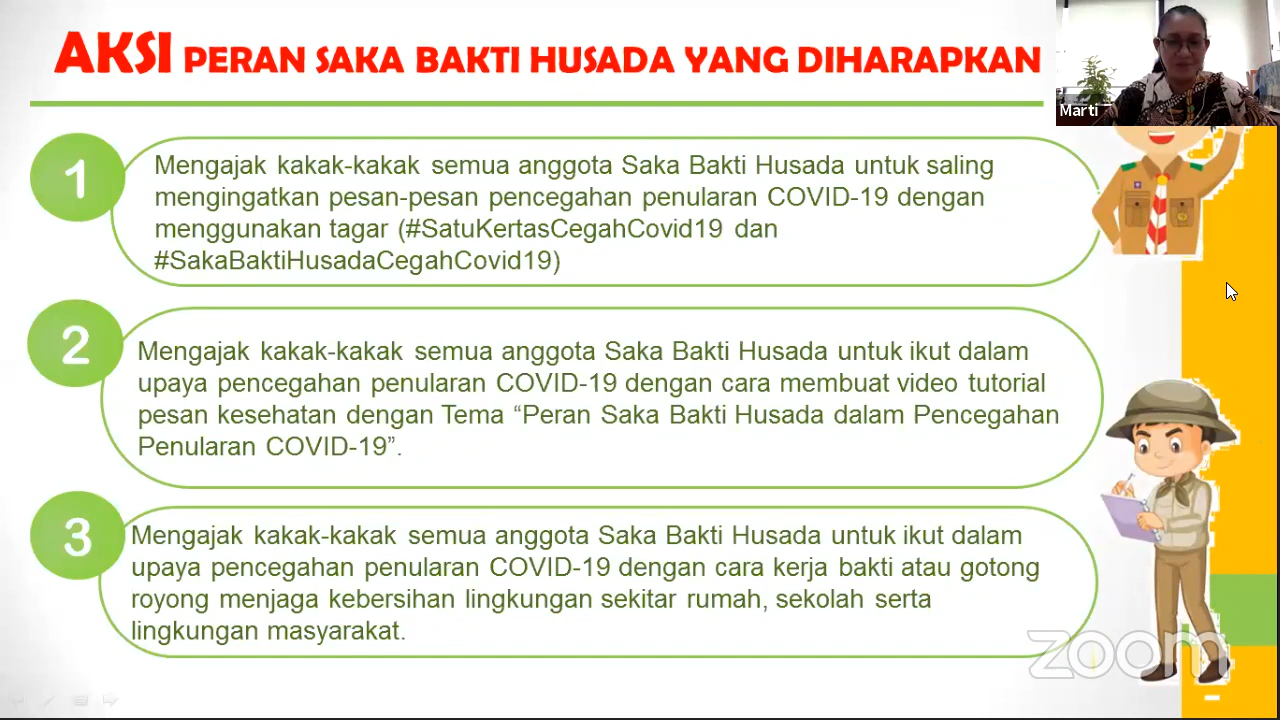 AKSI PERAN SAKA BAKTI HUSADA YANG DIHARAPKAN
Marti
1
Mengajak kakak-kakak semua anggota Saka Bakti Husada untuk saling
mengingatkan pesan-pesan pencegahan penularan COVID-19 dengan
menggunakan tagar (#SatuKertasCegahCovid19 dan
#SakaBaktiHusadaCegahCovid19)
2
Mengajak kakak-kakak semua anggota Saka Bakti Husada untuk ikut dalam
upaya pencegahan penularan COVID-19 dengan cara membuat video tutorial
pesan kesehatan dengan Tema “Peran Saka Bakti Husada dalam Pencegahan
Penularan COVID-19”.
3
Mengajak kakak-kakak semua anggota Saka Bakti Husada untuk ikut dalam
upaya pencegahan penularan COVID-19 dengan cara kerja bakti atau gotong
royong menjaga kebersihan lingkungan sekitar rumah, sekolah serta
lingkungan masyarakat.
zoom